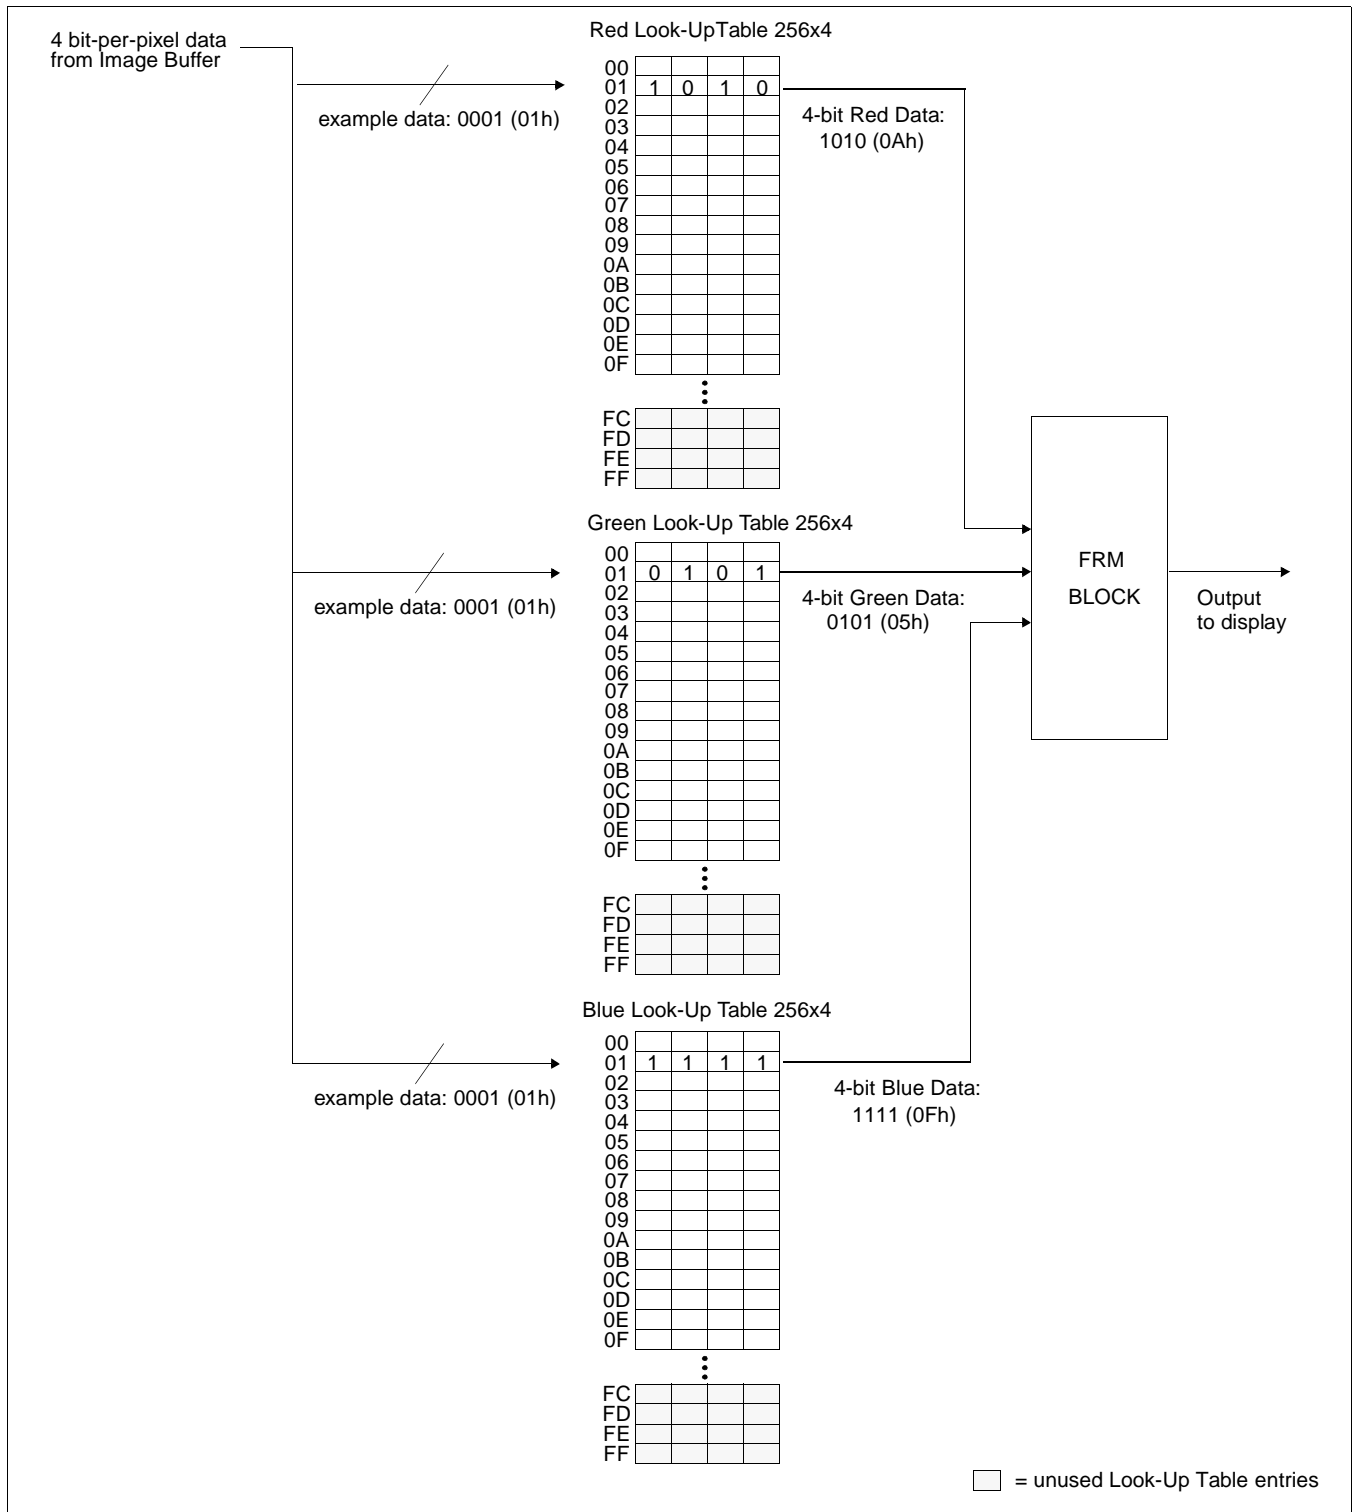 4 bit-per-pixel data
from Image Buffer
example data: 0001 (01h)
Red Look-UpTable 256x4
00
01 1 0 1 0
02
03
04
05
06
07
08
09
0A
0B
0C
0D
0E
0F
FC
FD
FE
FF
4-bit Red Data:
1010 (0Ah)
Green Look-Up Table 256x4
example data: 0001 (01h)
00
01 0 1 0 1
02
03
04
05
06
07
08
09
0A
0B
0C
0D
0E
0F
FC
FD
FE
FF
4-bit Green Data:
0101 (05h)
FRM
BLOCK
Output
to display
Blue Look-Up Table 256x4
example data: 0001 (01h)
00
01 1 1 1 1
02
03
04
05
06
07
08
09
0A
0B
0C
0D
0E
0F
FC
FD
FE
FF
4-bit Blue Data:
1111 (0Fh)
= unused Look-Up Table entries